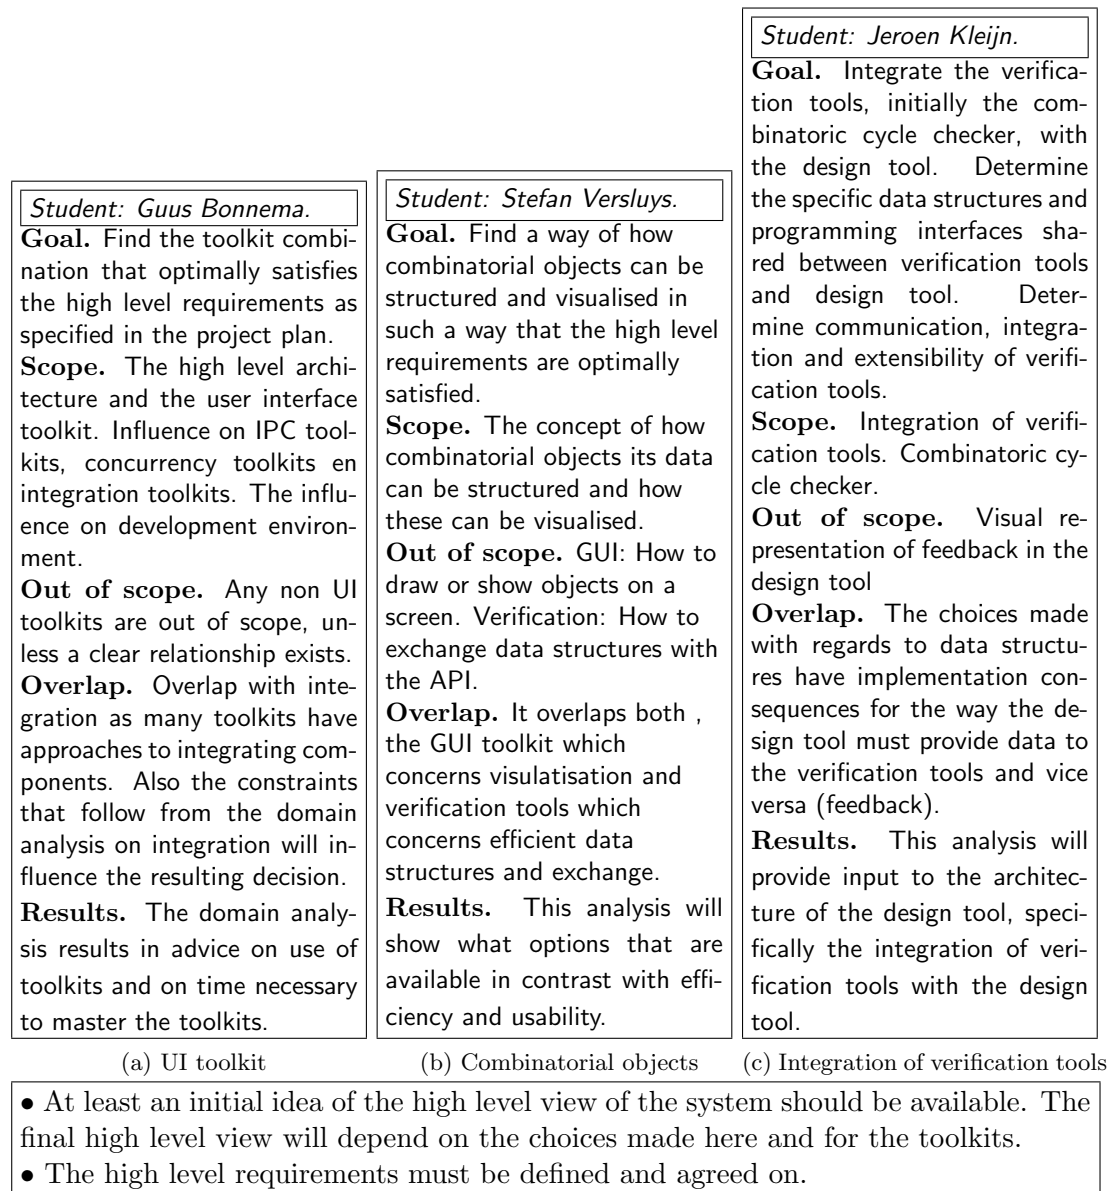 Student: Guus Bonnema.
Goal. Find the toolkit combi-
nation that optimally satisfies
the high level requirements as
specified in the project plan.
Scope. The high level archi-
tecture and the user interface
toolkit. Influence on IPC tool-
kits, concurrency toolkits en
integration toolkits. The influ-
ence on development environ-
ment.
Out of scope. Any non UI
toolkits are out of scope, un-
less a clear relationship exists.
Overlap. Overlap with inte-
gration as many toolkits have
approaches to integrating com-
ponents. Also the constraints
that follow from the domain
analysis on integration will in-
fluence the resulting decision.
Results. The domain analy-
sis results in advice on use of
toolkits and on time necessary
to master the toolkits.
(a) UI toolkit
Student: Stefan Versluys.
Goal. Find a way of how
combinatorial objects can be
structured and visualised in
such a way that the high level
requirements are optimally
satisfied.
Scope. The concept of how
combinatorial objects its data
can be structured and how
these can be visualised.
Out of scope. GUI: How to
draw or show objects on a
screen. Verification: How to
exchange data structures with
the API.
Overlap. It overlaps both ,
the GUI toolkit which
concerns visulatisation and
verification tools which
concerns efficient data
structures and exchange.
Results. This analysis will
show what options that are
available in contrast with effi-
ciency and usability.
(b) Combinatorial objects
Student: Jeroen Kleijn.
Goal. Integrate the verifica-
tion tools, initially the com-
binatoric cycle checker, with
the design tool. Determine
the specific data structures and
programming interfaces sha-
red between verification tools
and design tool. Deter-
mine communication, integra-
tion and extensibility of verifi-
cation tools.
Scope. Integration of verifi-
cation tools. Combinatoric cy-
cle checker.
Out of scope. Visual re-
presentation of feedback in the
design tool
Overlap. The choices made
with regards to data structu-
res have implementation con-
sequences for the way the de-
sign tool must provide data to
the verification tools and vice
versa (feedback).
Results. This analysis will
provide input to the architec-
ture of the design tool, speci-
fically the integration of veri-
fication tools with the design
tool.
(c) Integration of verification tools
• At least an initial idea of the high level view of the system should be available. The
final high level view will depend on the choices made here and for the toolkits.
• The high level requirements must be defined and agreed on.